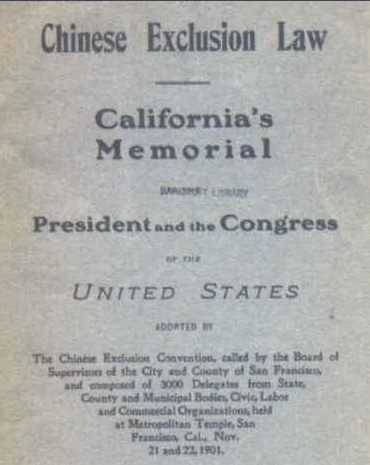 Chinese Exclusion Law
California's
Memorial
BANCROFT LIBRARY
President and the Congress
OF THE
UNITED STATES
ADOPTED BY
The Chinese Exclusion Convention, called by the Board of
Supervisors of the City and County of San Francisco,
and composed of 3000 Delegates from State,
County and Municipal Bodies, Civic, Labor
and Commercial Organizations, held
at Metropolitan Temple, San
Francisco, Cal., Nov.
21 and 22, 1901.